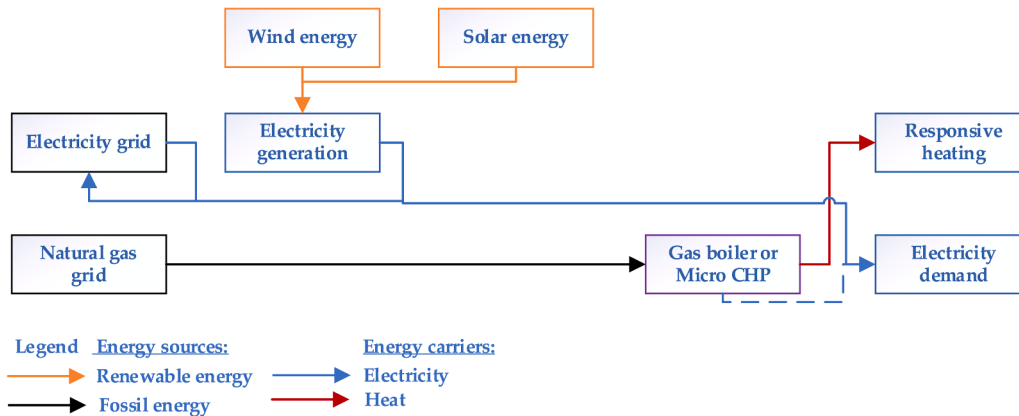 Wind energy
Solar energy
Electricity grid
Electricity
generation
Responsive
heating
Natural gas
grid
Gas boiler or
Micro CHP
Electricity
demand
Legend
Energy sources:
Energy carriers:
Renewable energy
Electricity
Fossil energy
Heat